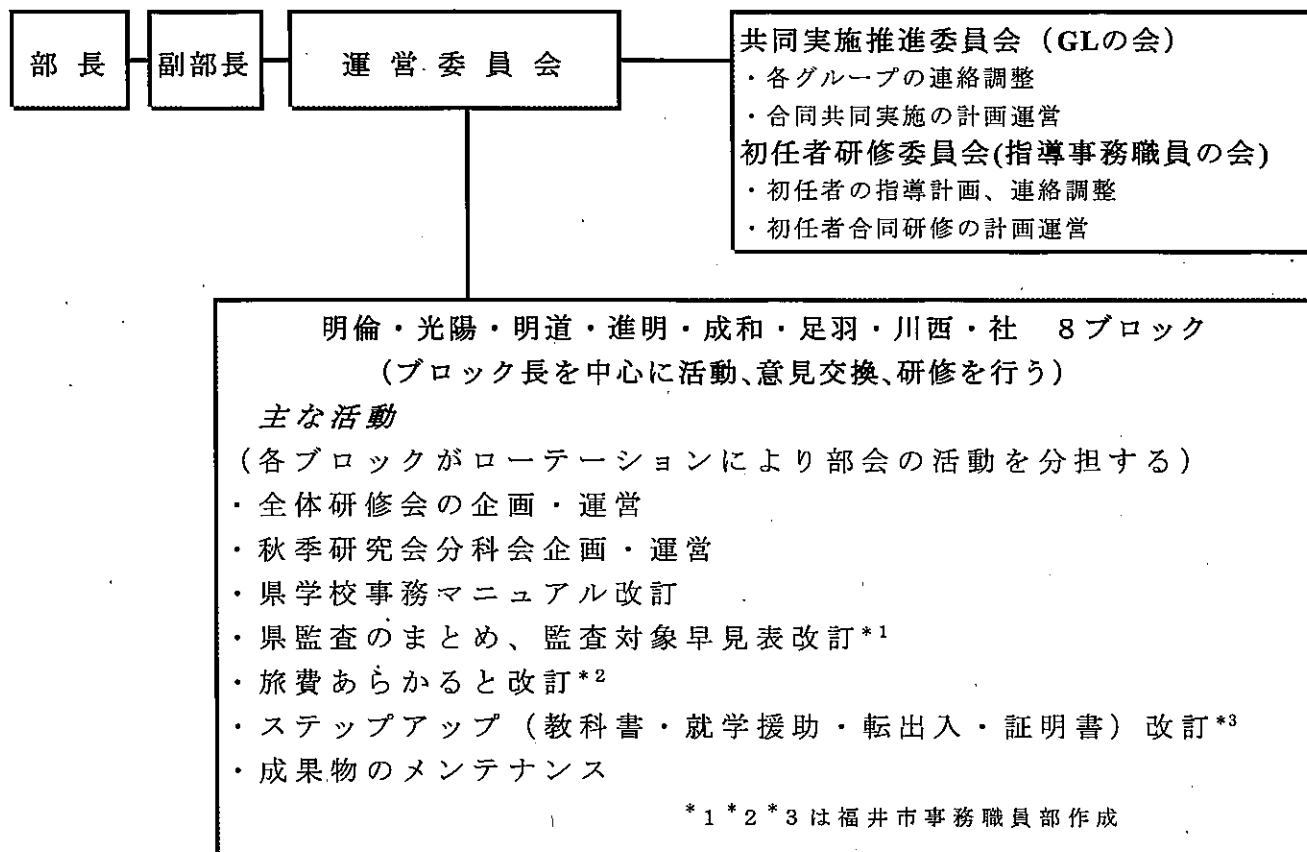 部長
副部長
運営委員会
共同実施推進委員会（GLの会）
・各グループの連絡調整
・合同共同実施の計画運営
初任者研修委員会(指導事務職員の会)
・初任者の指導計画、連絡調整
・初任者合同研修の計画運営
明倫・光陽・明道・進明・成和・足羽・川西・社　8ブロック
(ブロック長を中心に活動、意見交換、研修を行う)
主な活動
(各ブロックがローテーションにより部会の活動を分担する)
・全体研修会の企画・運営
・秋季研究会分科会企画・運営
・県学校事務マニュアル改訂
・県監査のまとめ、監査対象早見表改訂*1
・旅費あらかると改訂*2
・ステップアップ（教科書・就学援助・転出入・証明書）改訂*3
・成果物のメンテナンス
*1 *2 *3は福井市事務職員部作成